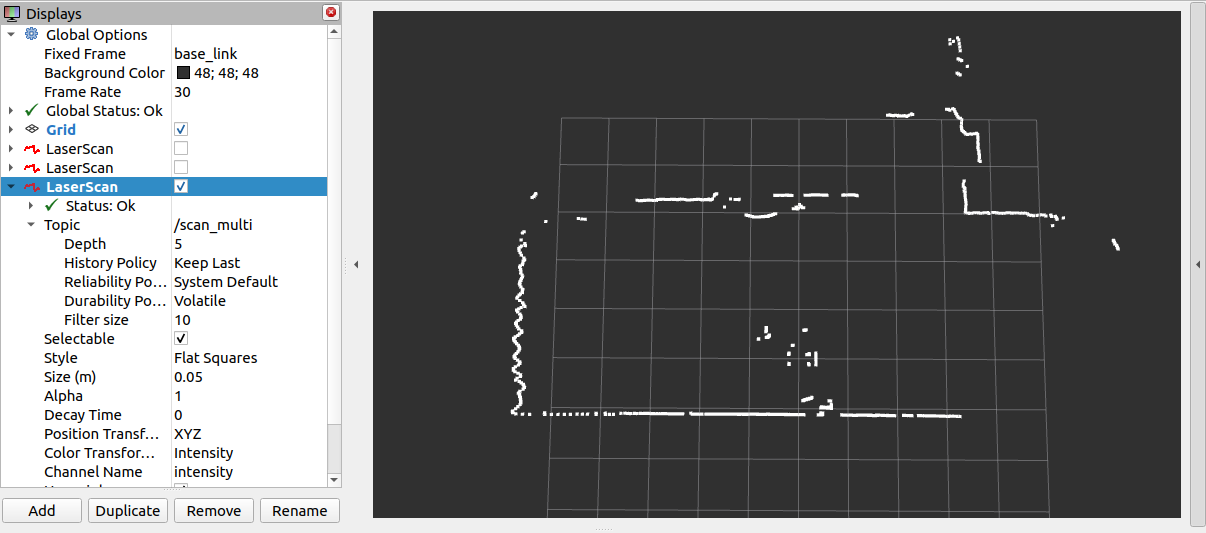 Displays
Global Options
Fixed Frame base_link
Background Color 48; 48; 48
Frame Rate 30
Global Status: Ok
Grid
LaserScan
LaserScan
LaserScan
Status: Ok
Topic /scan_multi
Depth 5
History Policy Keep Last
Reliability Po... System Default
Durability Po... Volatile
Filter size 10
Selectable
Style Flat Squares
Size (m) 0.05
Alpha 1
Decay Time 0
Position Transf... XYZ
Color Transfor... Intensity
Channel Name intensity
Add Duplicate Remove Rename